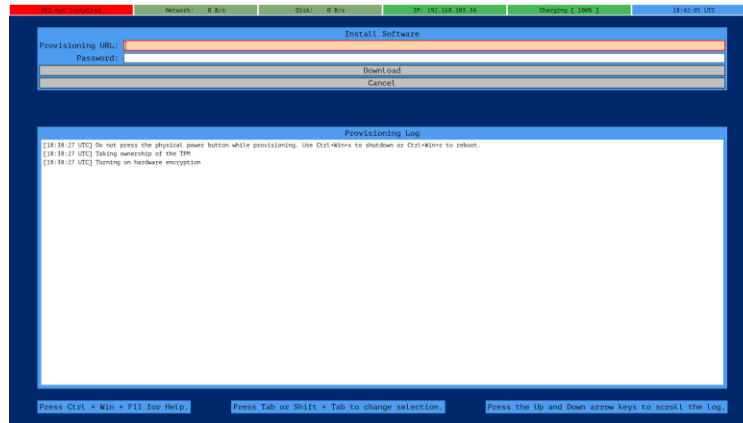 MPI not installed
Network: 0 B/s
Disk: 0 B/s
IP: 192.168.103.34
Charging [ 100% ]
18:42:01 UTC
Install Software
Provisioning URL:
Password:
Download
Cancel
Provisioning Log
[18:38:27 UTC] Do not press the physical power button while provisioning. Use Ctrl+Win+s to shutdown or Ctrl+Win+r to reboot.
[18:38:27 UTC] Taking ownership of the TPM
[18:38:27 UTC] Turning on hardware encryption
Press Ctrl + Win + F11 for Help.
Press Tab or Shift + Tab to change selection.
Press the Up and Down arrow keys to scroll the log.